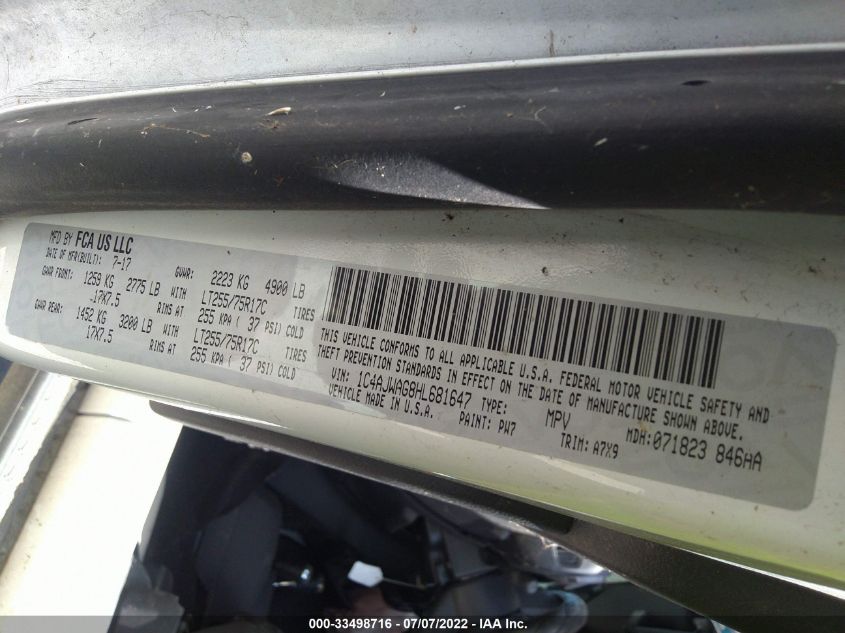 MFD BY FCA US LLC
DATE OF MFR(BUILT): 7-17 GVWR: 2223 KG 4900 LB
GWR FRONT: 1259 KG 2775 LB WITH LT255/75R17C TIRES
17X7.5 RIMS AT 255 KPA ( 37 PSI) COLD
GWR REAR: 1452 KG 3200 LB WITH LT255/75R17C TIRES
17X7.5 RIMS AT 255 KPA ( 37 PSI) COLD
THIS VEHICLE CONFORMS TO ALL APPLICABLE U.S.A. FEDERAL MOTOR VEHICLE SAFETY AND
THEFT PREVENTION STANDARDS IN EFFECT ON THE DATE OF MANUFACTURE SHOWN ABOVE.
VIN: 1C4AJWAG8HL681647 TYPE: MPV MDH:071823 846HA
VEHICLE MADE IN U.S.A. PAINT: PW7 TRIM: A7X9
000-33498716 - 07/07/2022 - IAA Inc.